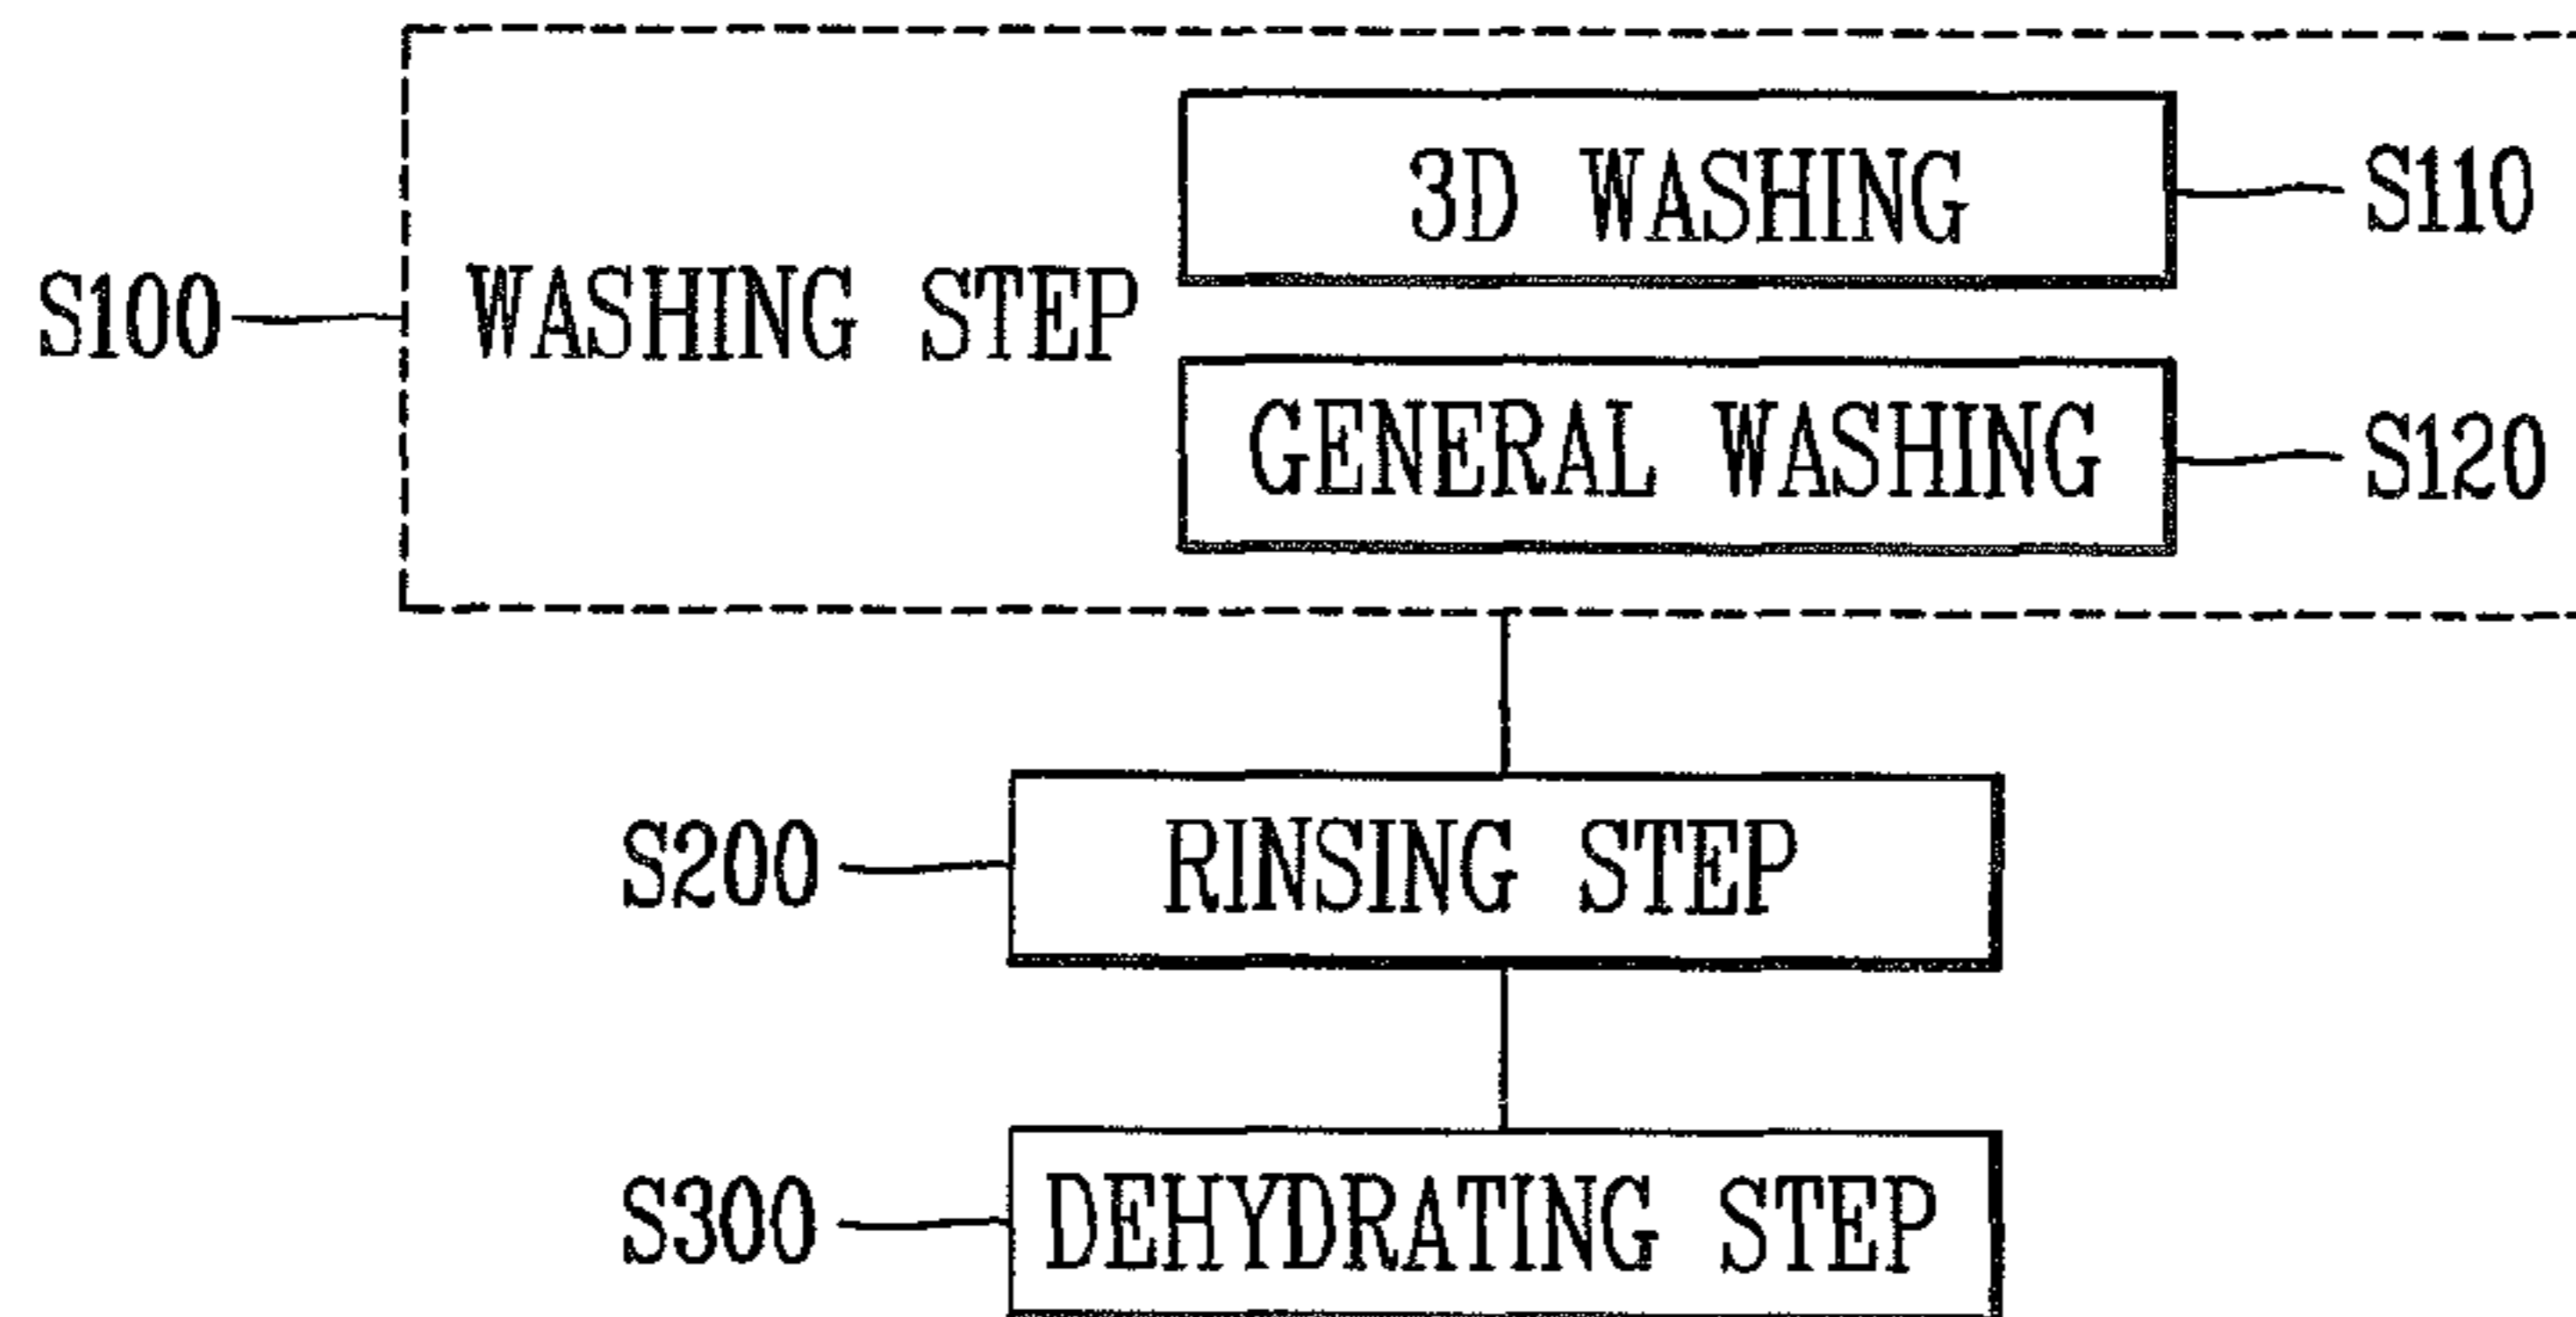 3D WASHING
S110
S100
WASHING STEP
GENERAL WASHING
S120
S200
RINSING STEP
S300
DEHYDRATING STEP